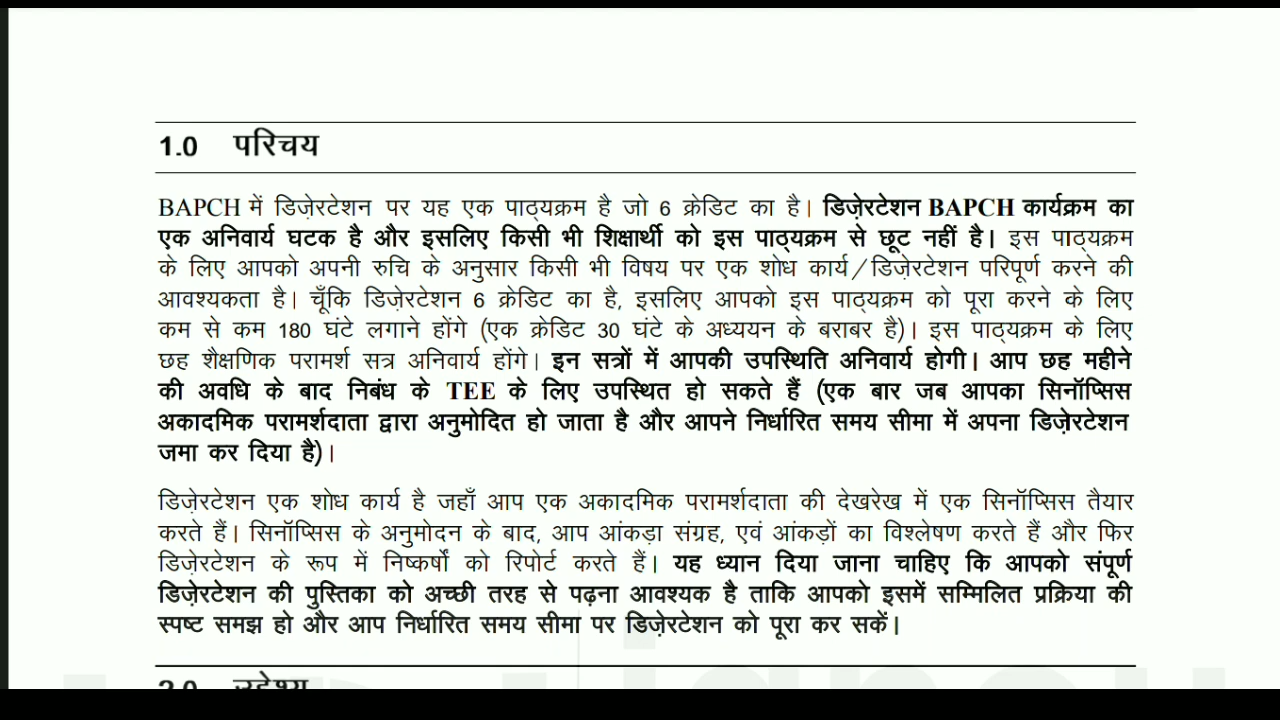 1.0 परिचय
BAPCH में डिज़ेरटेशन पर यह एक पाठ्यक्रम है जो 6 क्रेडिट का है। डिज़ेरटेशन BAPCH कार्यक्रम का
एक अनिवार्य घटक है और इसलिए किसी भी शिक्षार्थी को इस पाठ्यक्रम से छूट नहीं है। इस पाठ्यक्रम
के लिए आपको अपनी रुचि के अनुसार किसी भी विषय पर एक शोध कार्य/डिज़ेरटेशन परिपूर्ण करने की
आवश्यकता है। चूँकि डिज़ेरटेशन 6 क्रेडिट का है, इसलिए आपको इस पाठ्यक्रम को पूरा करने के लिए
कम से कम 180 घंटे लगाने होंगे (एक क्रेडिट 30 घंटे के अध्ययन के बराबर है)। इस पाठ्यक्रम के लिए
छह शैक्षणिक परामर्श सत्र अनिवार्य होंगे। इन सत्रों में आपकी उपस्थिति अनिवार्य होगी। आप छह महीने
की अवधि के बाद निबंध के TEE के लिए उपस्थित हो सकते हैं (एक बार जब आपका सिनॉप्सिस
अकादमिक परामर्शदाता द्वारा अनुमोदित हो जाता है और आपने निर्धारित समय सीमा में अपना डिज़ेरटेशन
जमा कर दिया है)।
डिज़ेरटेशन एक शोध कार्य है जहाँ आप एक अकादमिक परामर्शदाता की देखरेख में एक सिनॉप्सिस तैयार
करते हैं। सिनॉप्सिस के अनुमोदन के बाद, आप आंकड़ा संग्रह, एवं आंकड़ों का विश्लेषण करते हैं और फिर
डिज़ेरटेशन के रूप में निष्कर्षों को रिपोर्ट करते हैं। यह ध्यान दिया जाना चाहिए कि आपको संपूर्ण
डिज़ेरटेशन की पुस्तिका को अच्छी तरह से पढ़ना आवश्यक है ताकि आपको इसमें सम्मिलित प्रक्रिया की
स्पष्ट समझ हो और आप निर्धारित समय सीमा पर डिज़ेरटेशन को पूरा कर सकें।
2.0 उद्देश्य